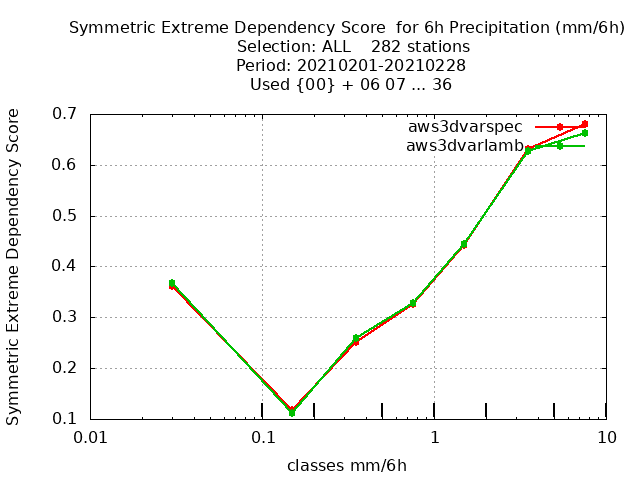 Symmetric Extreme Dependency Score  for 6h Precipitation (mm/6h)
Selection: ALL    282 stations
Period: 20210201-20210228
Used {00} + 06 07 ... 36
Symmetric Extreme Dependency Score
0.7
0.6
0.5
0.4
0.3
0.2
0.1
aws3dvarspec
aws3dvarlamb
0.01 0.1 1 10
classes mm/6h